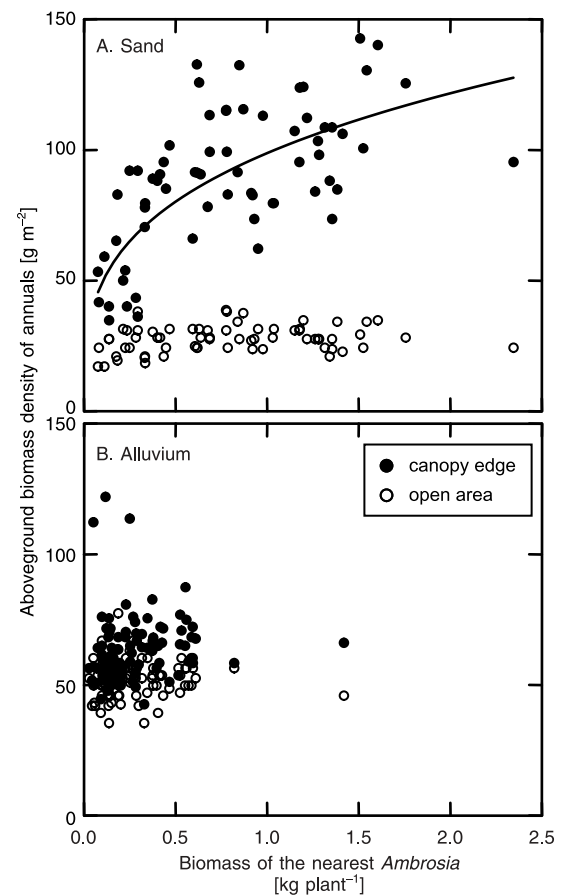 Aboveground biomass density of annuals [g m⁻²]
150
A. Sand
100
50
0
150
B. Alluvium
canopy edge
open area
100
50
0
0.0 0.5 1.0 1.5 2.0 2.5
Biomass of the nearest Ambrosia
[kg plant⁻¹]